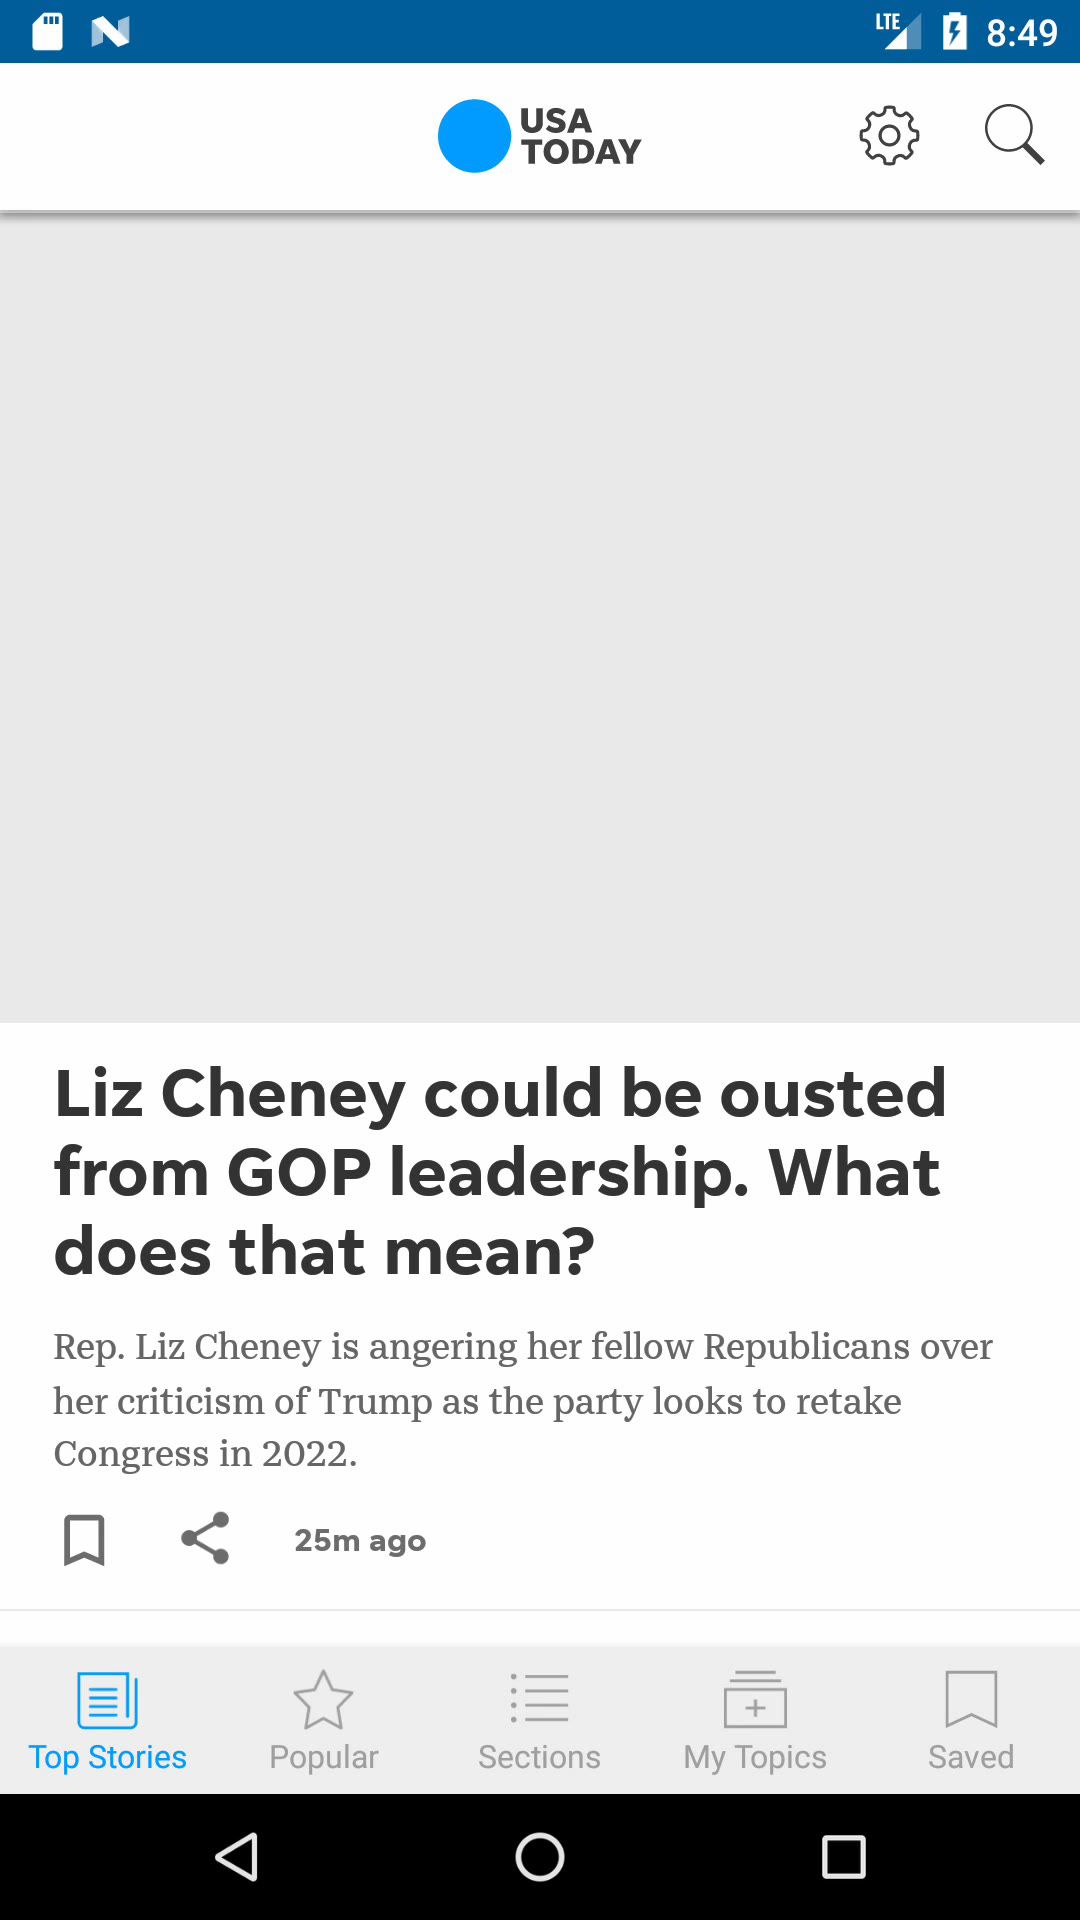 LTE 8:49
USA
TODAY
Liz Cheney could be ousted
from GOP leadership. What
does that mean?
Rep. Liz Cheney is angering her fellow Republicans over
her criticism of Trump as the party looks to retake
Congress in 2022.
25m ago
Top Stories Popular Sections My Topics Saved